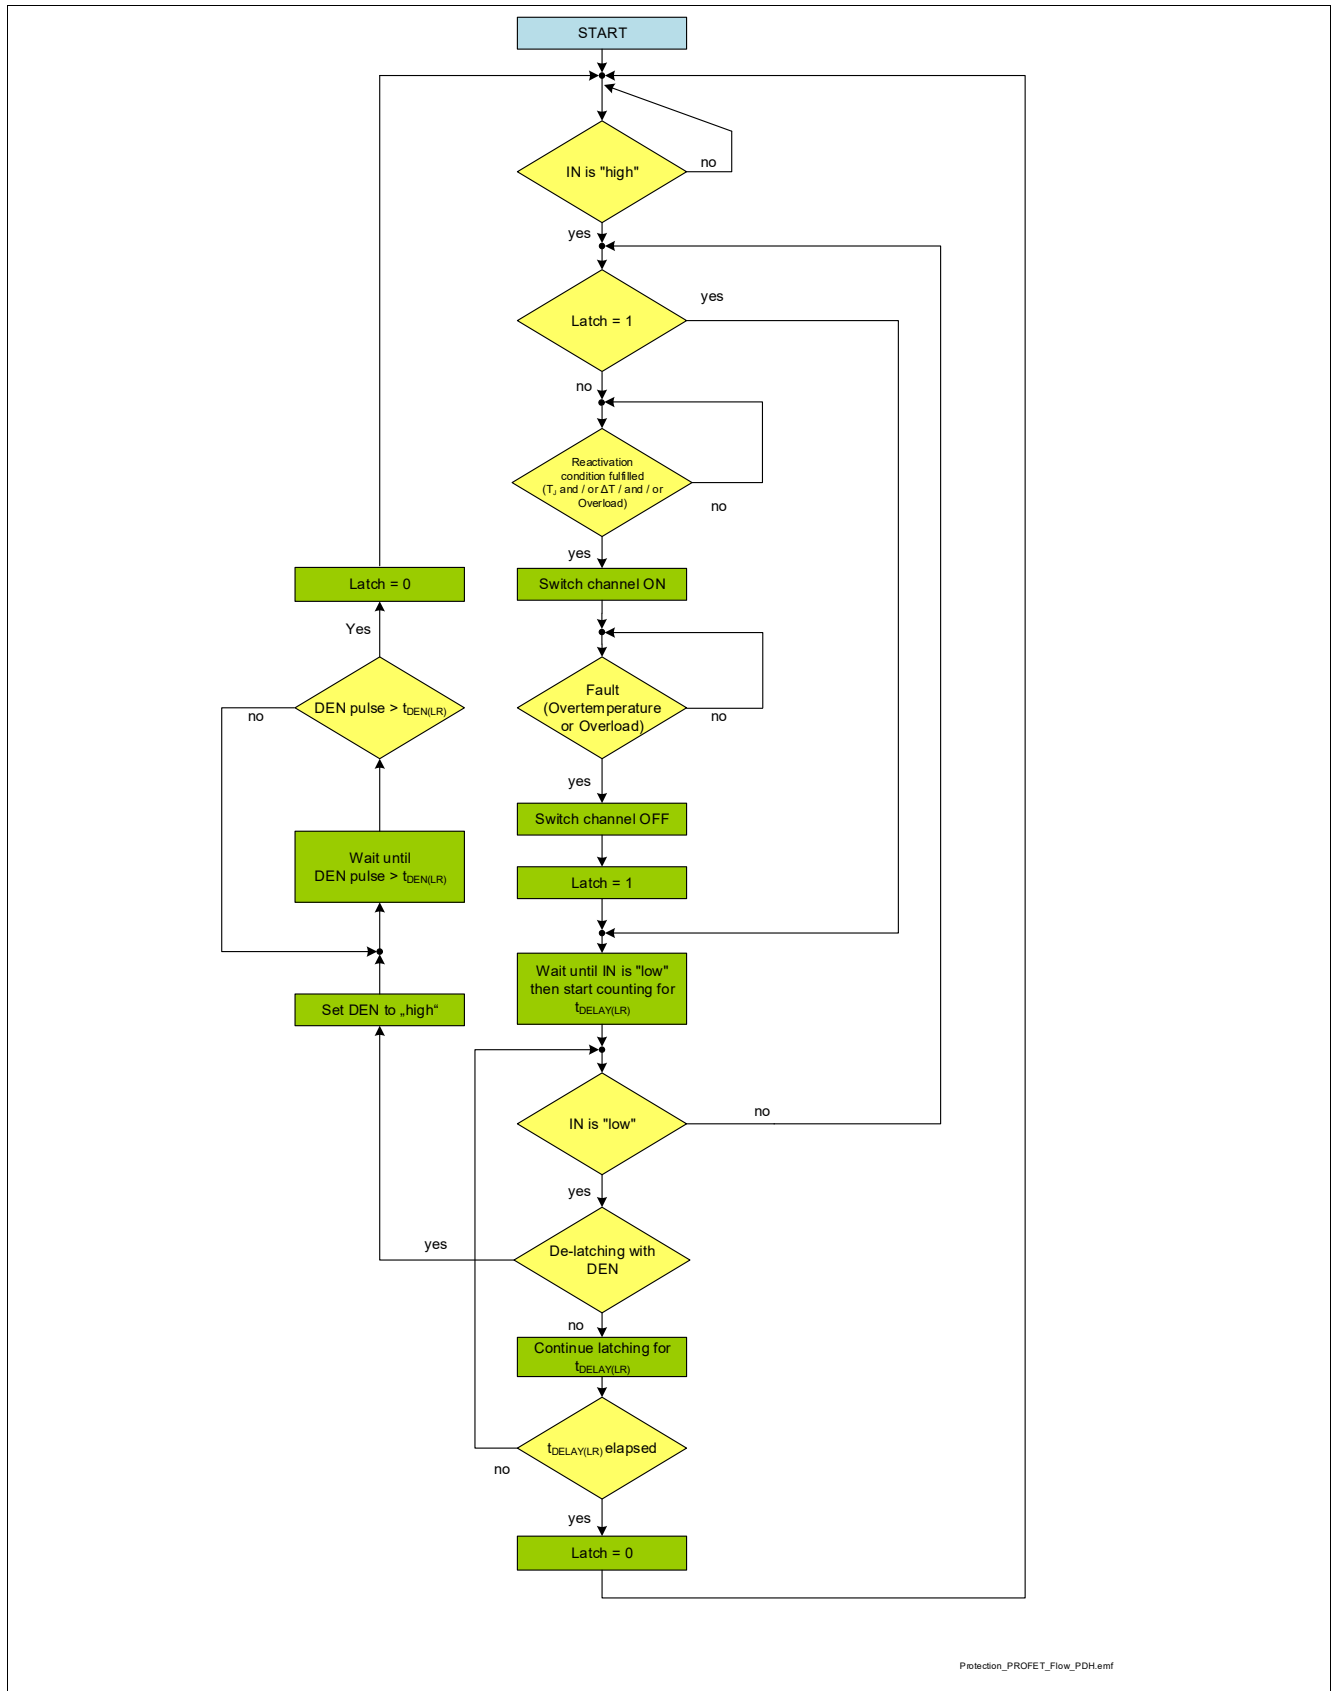 START
IN is "high"
no
yes
Latch = 1
yes
no
Reactivation
condition fulfilled
(TJ and / or ΔT / and / or
Overload)
no
yes
Switch channel ON
Fault
(Overtemperature
or Overload)
no
yes
Switch channel OFF
Latch = 1
Wait until IN is "low"
then start counting for
tDELAY(LR)
IN is "low"
no
yes
De-latching with
DEN
yes
no
Continue latching for
tDELAY(LR)
tDELAY(LR) elapsed
no
yes
Latch = 0
Set DEN to „high“
Wait until
DEN pulse > tDEN(LR)
DEN pulse > tDEN(LR)
no
Yes
Latch = 0
Protection_PROFET_Flow_PDH.emf